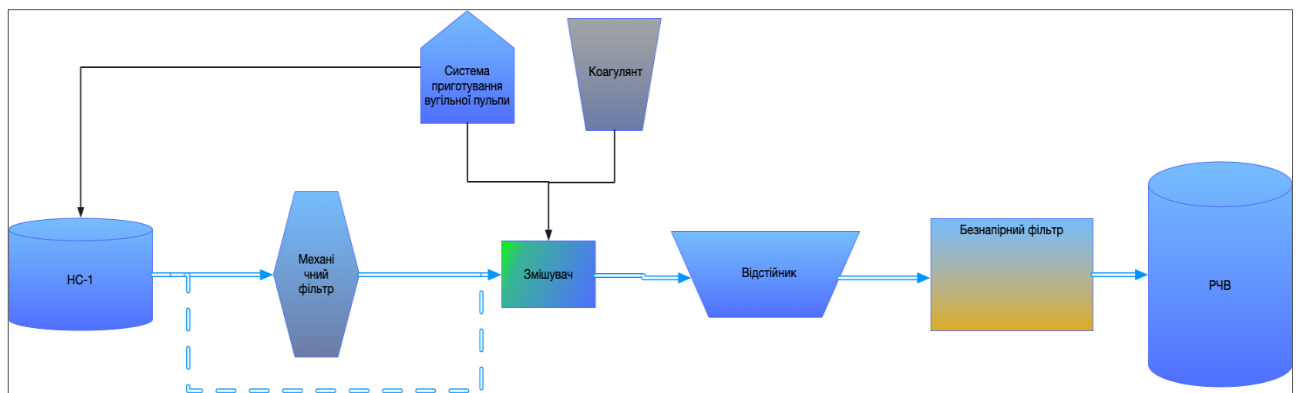 Система
приготування
вугільної пульпи
Коагулянт
НС-1
Механі
чний
фільтр
Змішувач
Відстійник
Безнапірний фільтр
РЧВ